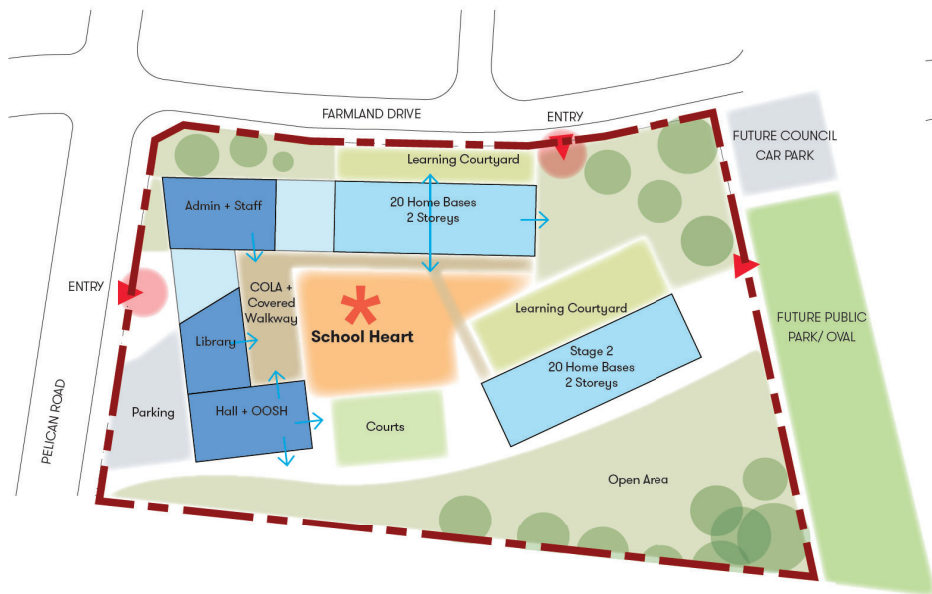 FARMLAND DRIVE
ENTRY
FUTURE COUNCIL
CAR PARK
Learning Courtyard
Admin + Staff
20 Home Bases
2 Storeys
ENTRY
COLA +
Covered
Walkway
School Heart
Learning Courtyard
FUTURE PUBLIC
PARK/ OVAL
Library
Stage 2
20 Home Bases
2 Storeys
Parking
Hall + OOSH
Courts
PELICAN ROAD
Open Area